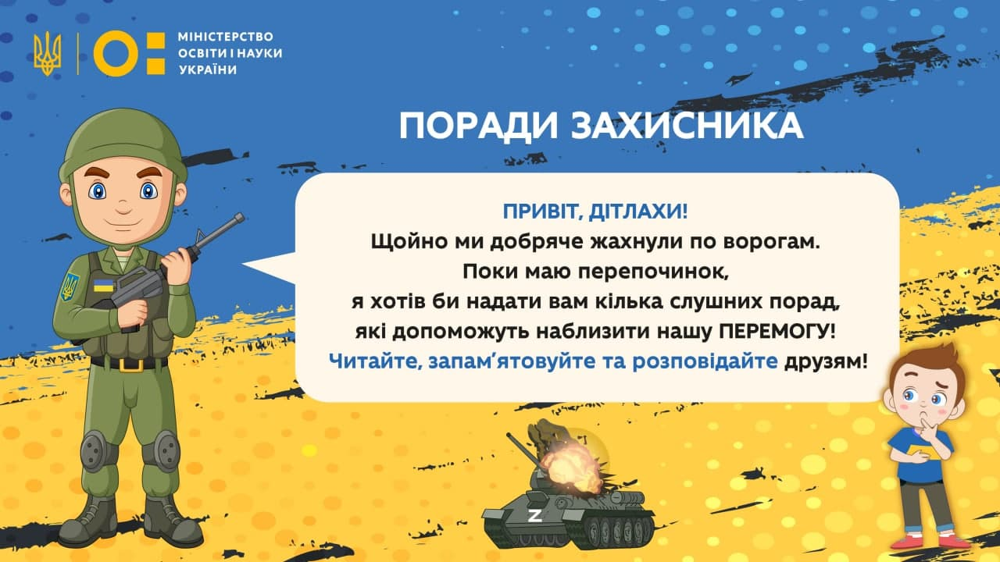 МІНІСТЕРСТВО
ОСВІТИ І НАУКИ
УКРАЇНИ
ПОРАДИ ЗАХИСНИКА
ПРИВІТ, ДІТЛАХИ!
Щойно ми добряче жахнули по ворогам.
Поки маю перепочинок,
я хотів би надати вам кілька слушних порад,
які допоможуть наблизити нашу ПЕРЕМОГУ!
Читайте, запам’ятовуйте та розповідайте друзям!
Z